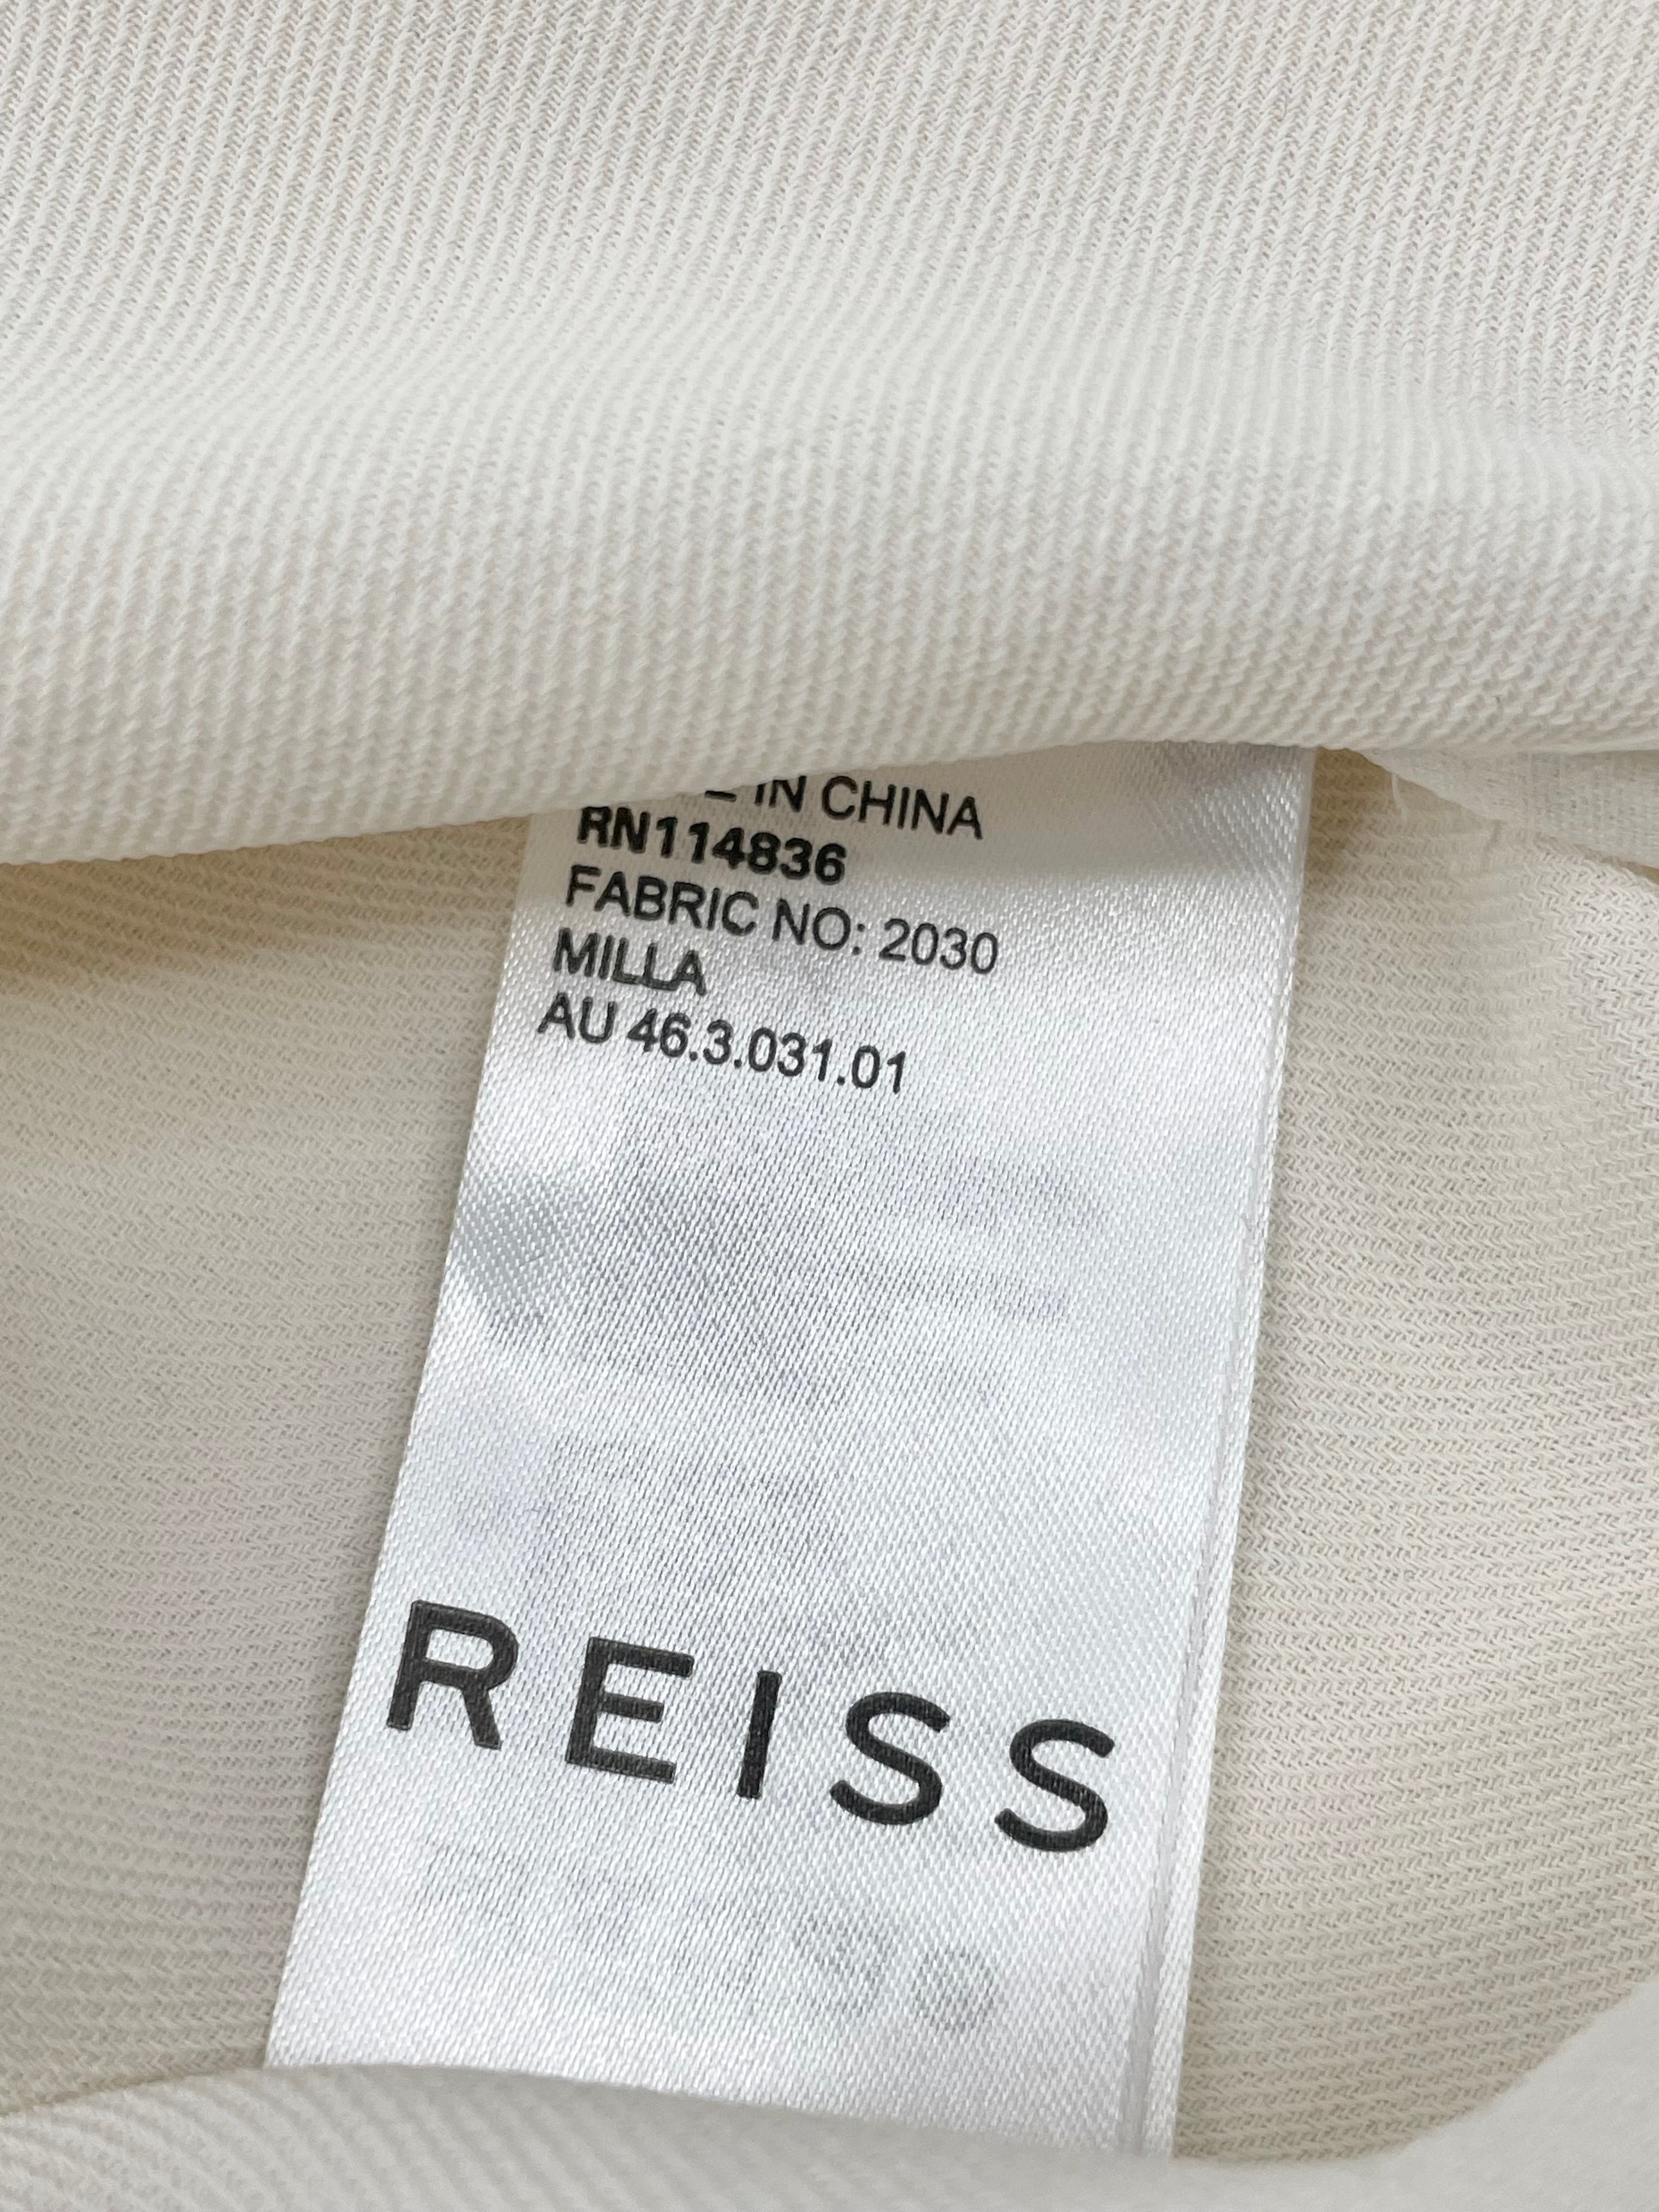 IN CHINA
RN114836
FABRIC NO: 2030
MILLA
AU 46.3.031.01
REISS